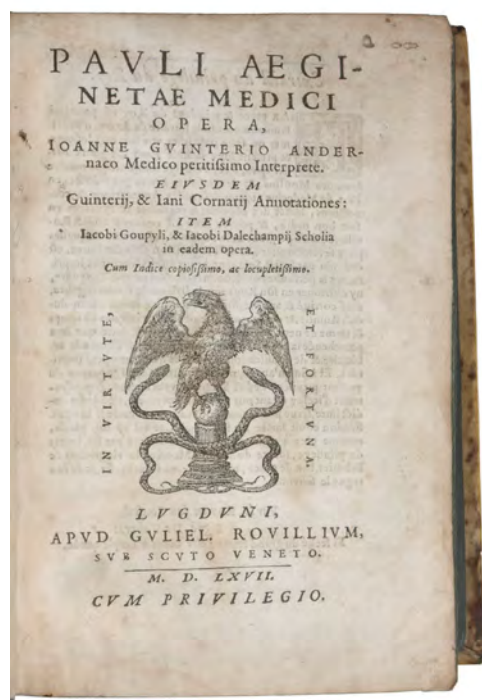 PAVLI AEGI-
NETAE MEDICI
OPERA,
IOANNE GVINTERIO ANDER-
naco Medico peritissimo Interprete.
EIVSDEM
Guinterij, & Iani Cornarij Annotationes:
ITEM
Iacobi Goupyli, & Iacobi Dalechampij Scholia
in eadem opera.
Cum Indice copiosissimo, ac locupletissimo.
IN VIRTVTE,
ET FORTVNA.
LVGDVNI,
APVD GVLIEL. ROVILLIVM,
SVB SCVTO VENETO.
M. D. LXVII.
CVM PRIVILEGIO.